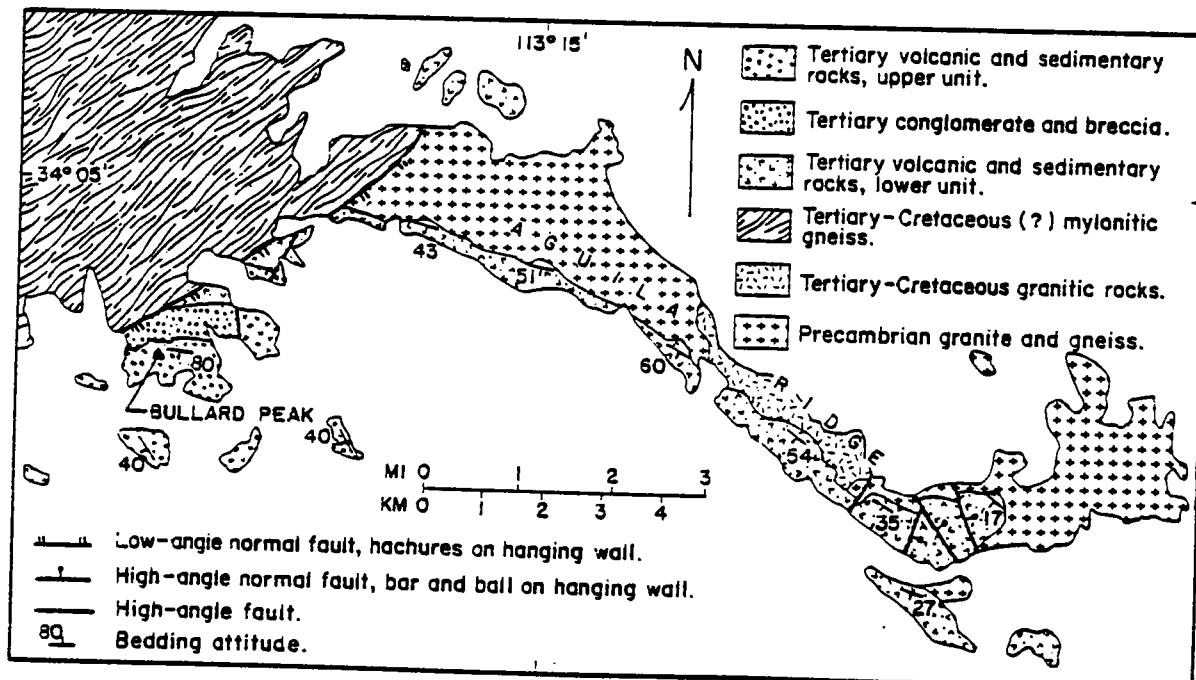 113° 15'
N
34° 05'
Tertiary volcanic and sedimentary
rocks, upper unit.
Tertiary conglomerate and breccia.
Tertiary volcanic and sedimentary
rocks, lower unit.
Tertiary-Cretaceous (?) mylonitic
gneiss.
Tertiary-Cretaceous granitic rocks.
Precambrian granite and gneiss.
AGUILA RIDGE
43
51
60
80
BULLARD PEAK
40
40
54
35
17
27
MI 0 1 2 3
KM 0 1 2 3 4
Low-angle normal fault, hachures on hanging wall.
High-angle normal fault, bar and ball on hanging wall.
High-angle fault.
80 Bedding attitude.